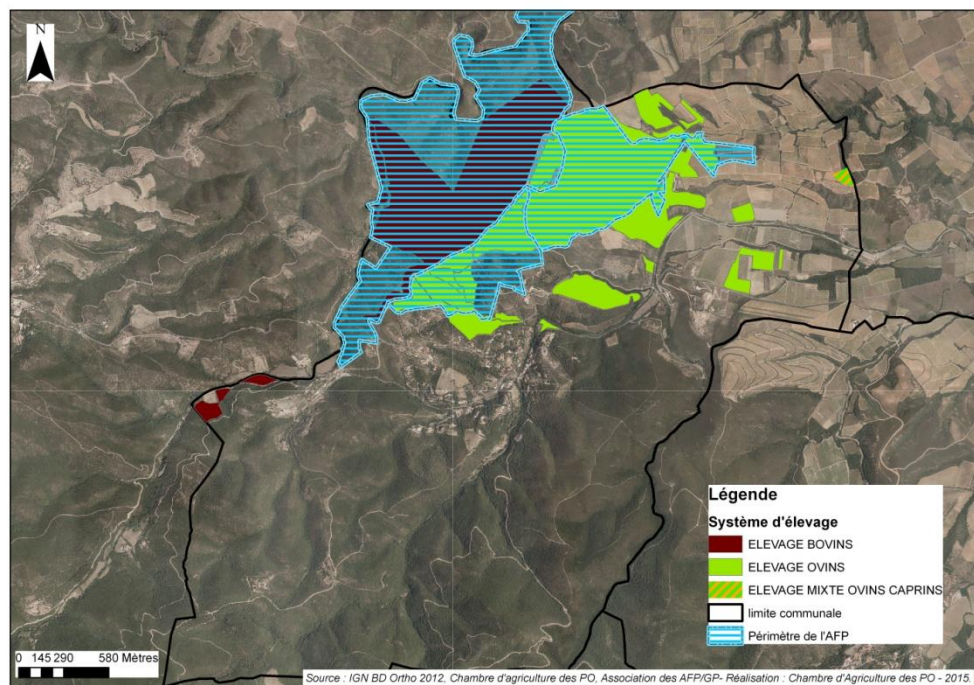 N
Légende
Système d'élevage
ELEVAGE BOVINS
ELEVAGE OVINS
ELEVAGE MIXTE OVINS CAPRINS
limite communale
Périmètre de l'AFP
0 145 290 580 Mètres
Source : IGN BD Ortho 2012, Chambre d'agriculture des PO, Association des AFP/GP- Réalisation : Chambre d'Agriculture des PO - 2015.